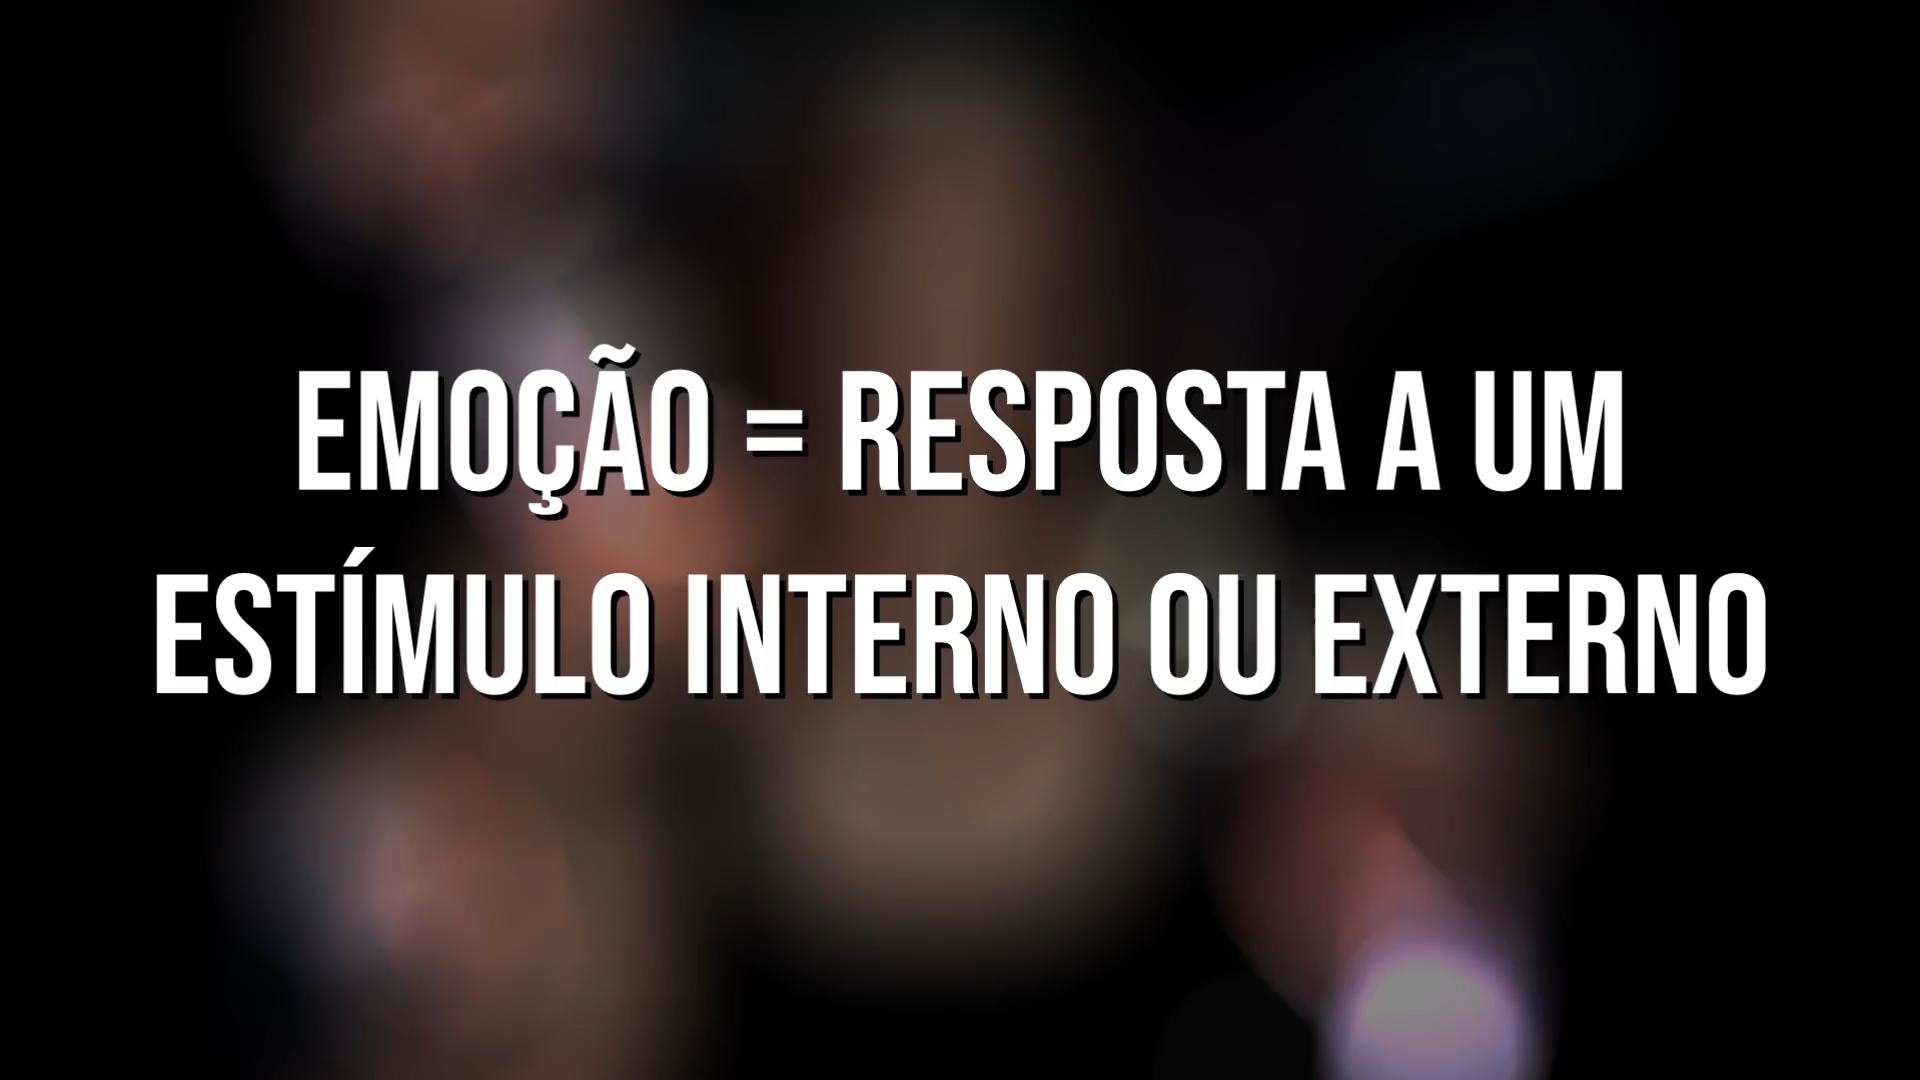 EMOÇÃO = RESPOSTA A UM
ESTÍMULO INTERNO OU EXTERNO